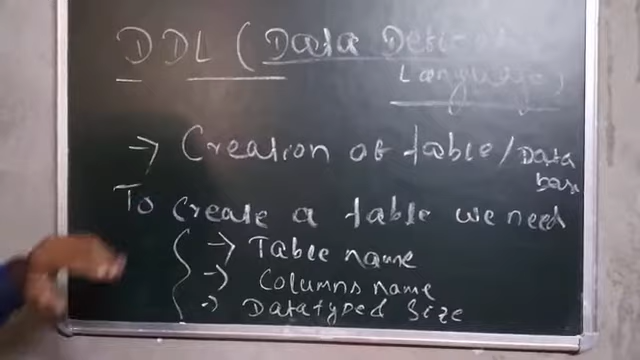 DDL (Data
Language)
→ Creation of table/Data
base
To create a table we need
→ Table name
→ Columns name
→ Datatyped Size